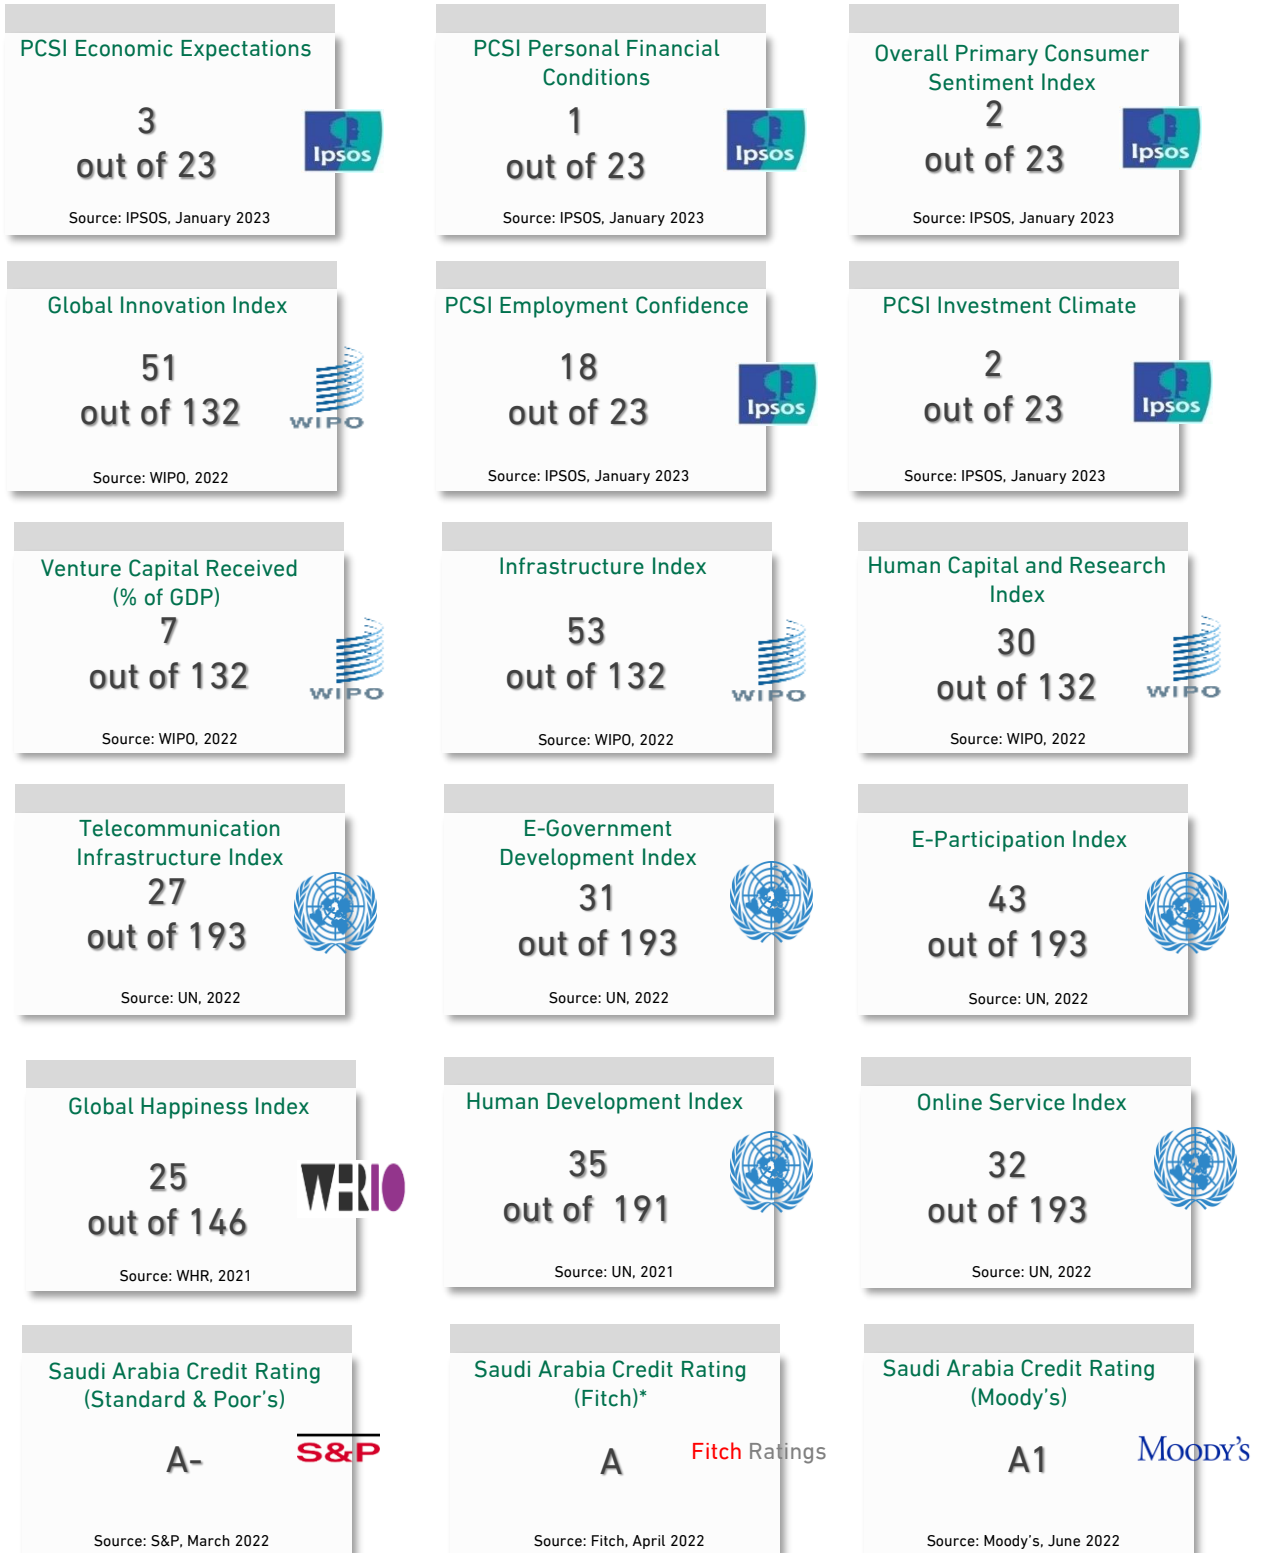 PCSI Economic Expectations
3
out of 23
Ipsos
Source: IPSOS, January 2023
PCSI Personal Financial
Conditions
1
out of 23
Ipsos
Source: IPSOS, January 2023
Overall Primary Consumer
Sentiment Index
2
out of 23
Ipsos
Source: IPSOS, January 2023
Global Innovation Index
51
out of 132
WIPO
Source: WIPO, 2022
PCSI Employment Confidence
18
out of 23
Ipsos
Source: IPSOS, January 2023
PCSI Investment Climate
2
out of 23
Ipsos
Source: IPSOS, January 2023
Venture Capital Received
(% of GDP)
7
out of 132
WIPO
Source: WIPO, 2022
Infrastructure Index
53
out of 132
WIPO
Source: WIPO, 2022
Human Capital and Research
Index
30
out of 132
WIPO
Source: WIPO, 2022
Telecommunication
Infrastructure Index
27
out of 193
Source: UN, 2022
E-Government
Development Index
31
out of 193
Source: UN, 2022
E-Participation Index
43
out of 193
Source: UN, 2022
Global Happiness Index
25
out of 146
WHR10
Source: WHR, 2021
Human Development Index
35
out of 191
Source: UN, 2021
Online Service Index
32
out of 193
Source: UN, 2022
Saudi Arabia Credit Rating
(Standard & Poor's)
A-
S&P
Source: S&P, March 2022
Saudi Arabia Credit Rating
(Fitch)*
A
Fitch Ratings
Source: Fitch, April 2022
Saudi Arabia Credit Rating
(Moody's)
A1
Moody's
Source: Moody's, June 2022